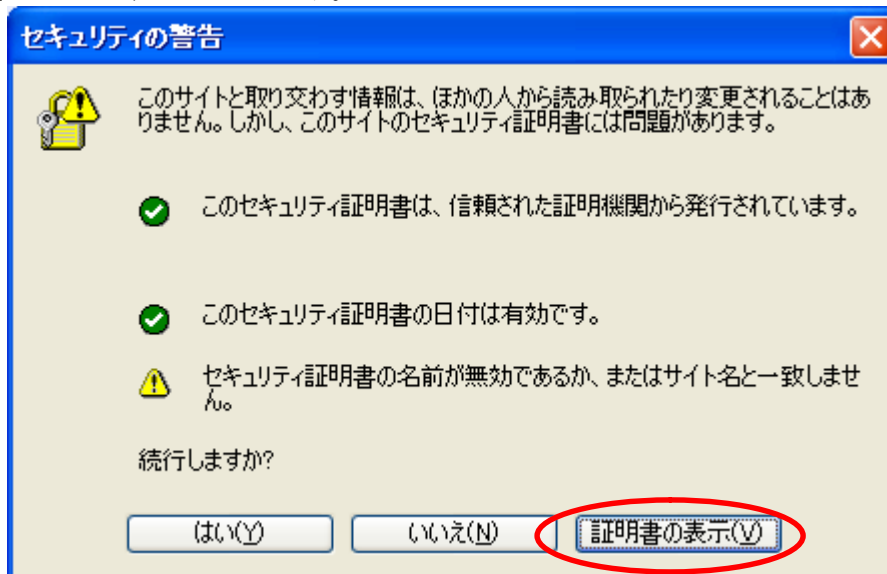 セキュリティの警告
このサイトと取り交わす情報は、ほかの人から読み取られたり変更されることはあ
りません。しかし、このサイトのセキュリティ証明書には問題があります。
このセキュリティ証明書は、信頼された証明機関から発行されています。
このセキュリティ証明書の日付は有効です。
セキュリティ証明書の名前が無効であるか、またはサイト名と一致しませ
ん。
続行しますか?
はい(Y) いいえ(N) 証明書の表示(V)